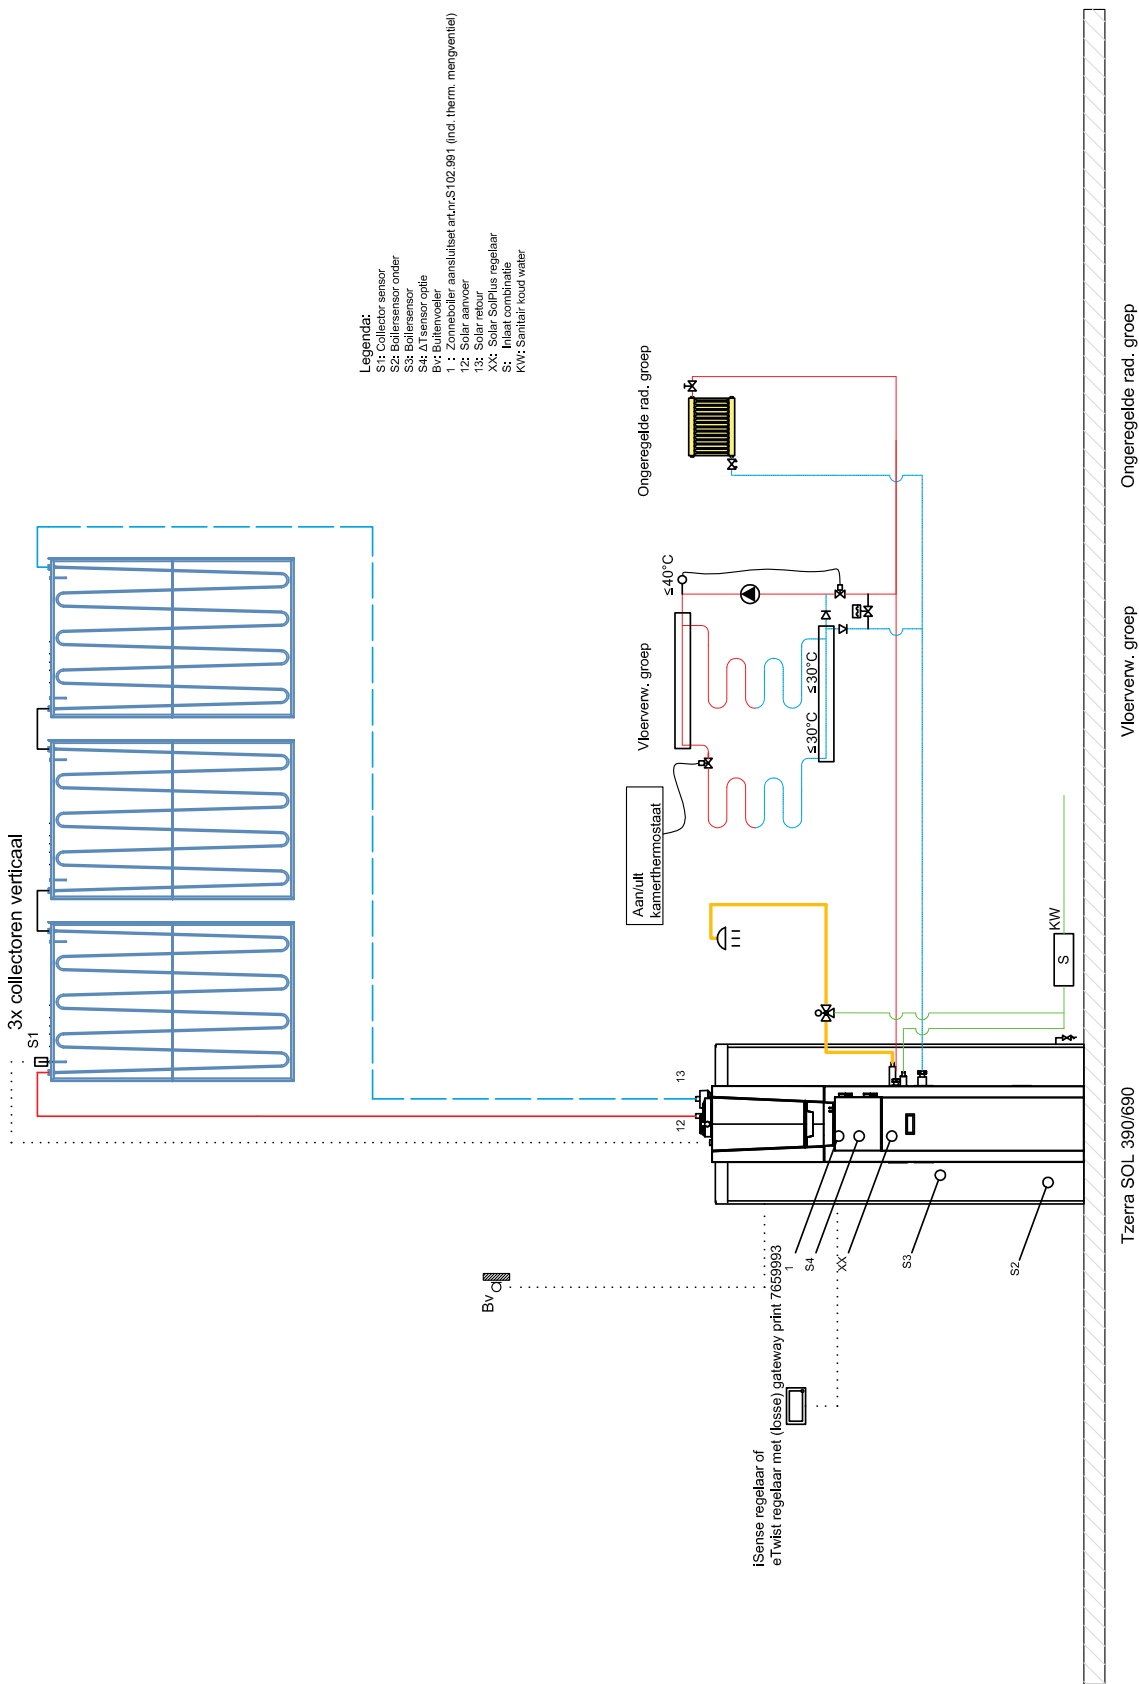 3x collectoren verticaal
S1
Legenda:
S1: Collector sensor
S2: Boilersensor onder
S3: Boilersensor
S4: ΔTsensor optie
Bv: Buitenvoeler
1 : Zonneboiler aansluitset art.nr.S102.991 (incl. therm. mengventiel)
12: Solar aanvoer
13: Solar retour
XX: Solar SolPlus regelaar
S: Inlaat combinatie
KW: Sanitair koud water
12
13
Bv
iSense regelaar of
eTwist regelaar met (losse) gateway print 7659993
1
S4
XX
S3
S2
Aan/uit
kamerthermostaat
Vloerverw. groep
≤40°C
≤30°C
≤30°C
Ongeregelde rad. groep
S
KW
Tzerra SOL 390/690
Vloerverw. groep
Ongeregelde rad. groep